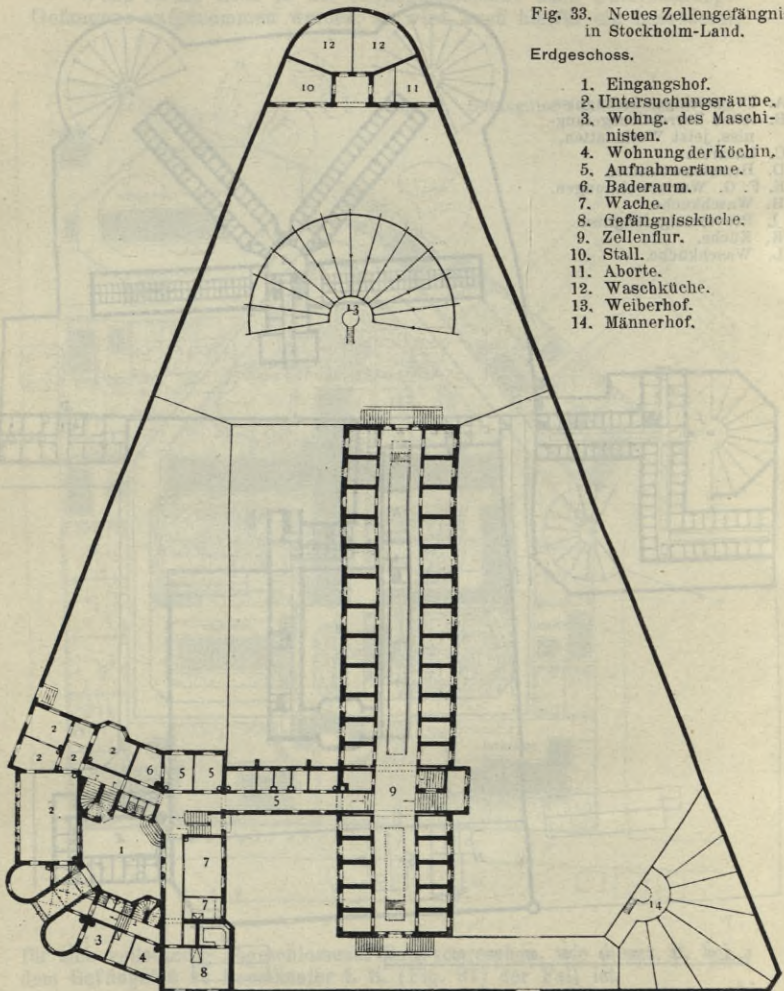 Fig. 33. Neues Zellengefängni
in Stockholm-Land.
Erdgeschoss.
1. Eingangshof.
2. Untersuchungsräume.
3. Wohng. des Maschi-
nisten.
4. Wohnung der Köchin.
5. Aufnahmeräume.
6. Baderaum.
7. Wache.
8. Gefängnissküche.
9. Zellenflur.
10. Stall.
11. Aborte.
12. Waschküche.
13. Weiberhof.
14. Männerhof.
12 12
10 11
13
2
2 2 2 6 5 5
2 5 9
1 7
7
3 4 8
14